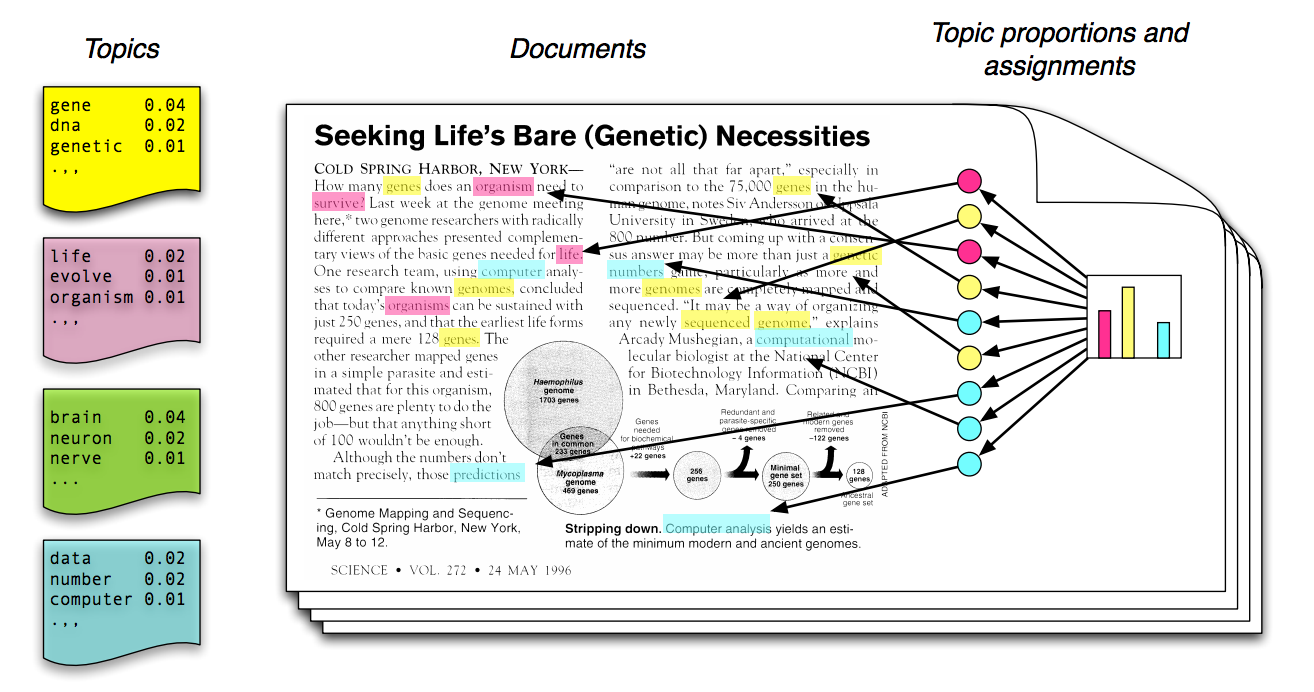 Topics
Documents
Topic proportions and
assignments
gene 0.04
dna 0.02
genetic 0.01
.,,
life 0.02
evolve 0.01
organism 0.01
.,,
brain 0.04
neuron 0.02
nerve 0.01
...
data 0.02
number 0.02
computer 0.01
.,,
Seeking Life's Bare (Genetic) Necessities
COLD SPRING HARBOR, NEW YORK—
How many genes does an organism need to
survive? Last week at the genome meeting
here,* two genome researchers with radically
different approaches presented complemen-
tary views of the basic genes needed for life.
One research team, using computer analy-
ses to compare known genomes, concluded
that today's organisms can be sustained with
just 250 genes, and that the earliest life forms
required a mere 128 genes. The
other researcher mapped genes
in a simple parasite and esti-
mated that for this organism,
800 genes are plenty to do the
job—but that anything short
of 100 wouldn't be enough.
Although the numbers don't
match precisely, those predictions
* Genome Mapping and Sequenc-
ing, Cold Spring Harbor, New York,
May 8 to 12.
"are not all that far apart," especially in
comparison to the 75,000 genes in the hu-
man genome, notes Siv Andersson of Uppsala
University in Sweden, who arrived at the
800 number. But coming up with a consen-
sus answer may be more than just a genetic
numbers game, particularly as more and
more genomes are completely mapped and
sequenced. "It may be a way of organizing
any newly sequenced genome," explains
Arcady Mushegian, a computational mo-
lecular biologist at the National Center
for Biotechnology Information (NCBI)
in Bethesda, Maryland. Comparing an
Haemophilus
genome
1703 genes
Genes
in common
233 genes
Mycoplasma
genome
469 genes
Genes
needed
for biochemical
pathways
+22 genes
256
genes
Redundant and
parasite-specific
genes removed
– 4 genes
Minimal
gene set
250 genes
Related and
modern genes
removed
–122 genes
128
genes
Ancestral
gene set
ADAPTED FROM NCBI
Stripping down. Computer analysis yields an esti-
mate of the minimum modern and ancient genomes.
SCIENCE • VOL. 272 • 24 MAY 1996